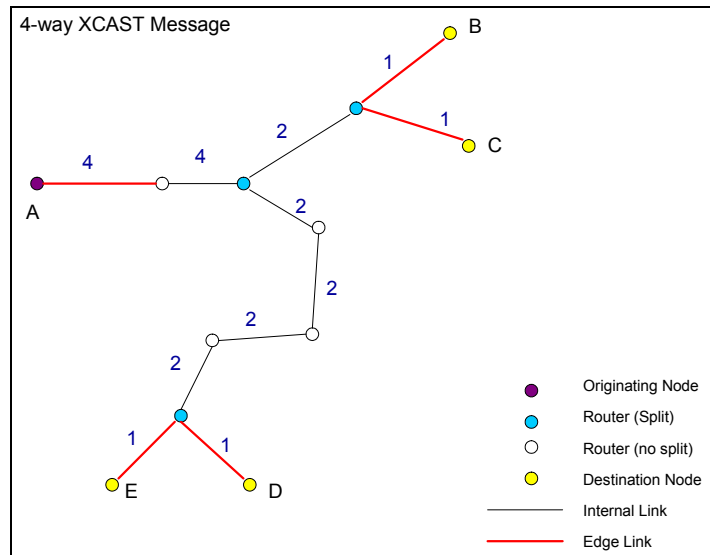 4-way XCAST Message
B
1
2
1
C
4
4
A
2
2
2
2
1
1
E
D
Originating Node
Router (Split)
Router (no split)
Destination Node
Internal Link
Edge Link